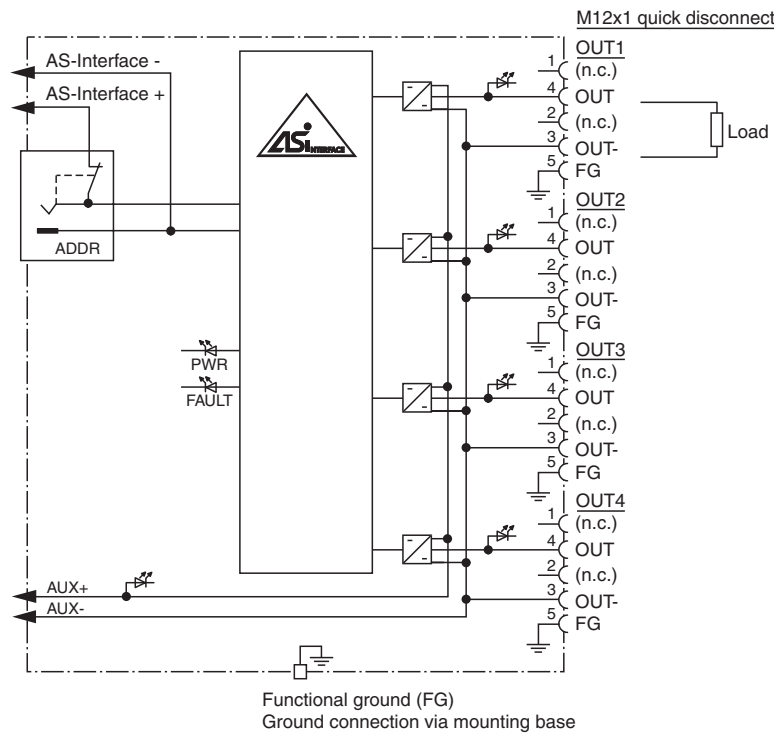 M12x1 quick disconnect
AS-Interface -
AS-Interface +
ADDR
ASi INTERFACE
PWR
FAULT
AUX+
AUX-
OUT1
1 (n.c.)
4 OUT
2 (n.c.)
3 OUT-
5 FG
Load
OUT2
1 (n.c.)
4 OUT
2 (n.c.)
3 OUT-
5 FG
OUT3
1 (n.c.)
4 OUT
2 (n.c.)
3 OUT-
5 FG
OUT4
1 (n.c.)
4 OUT
2 (n.c.)
3 OUT-
5 FG
Functional ground (FG)
Ground connection via mounting base